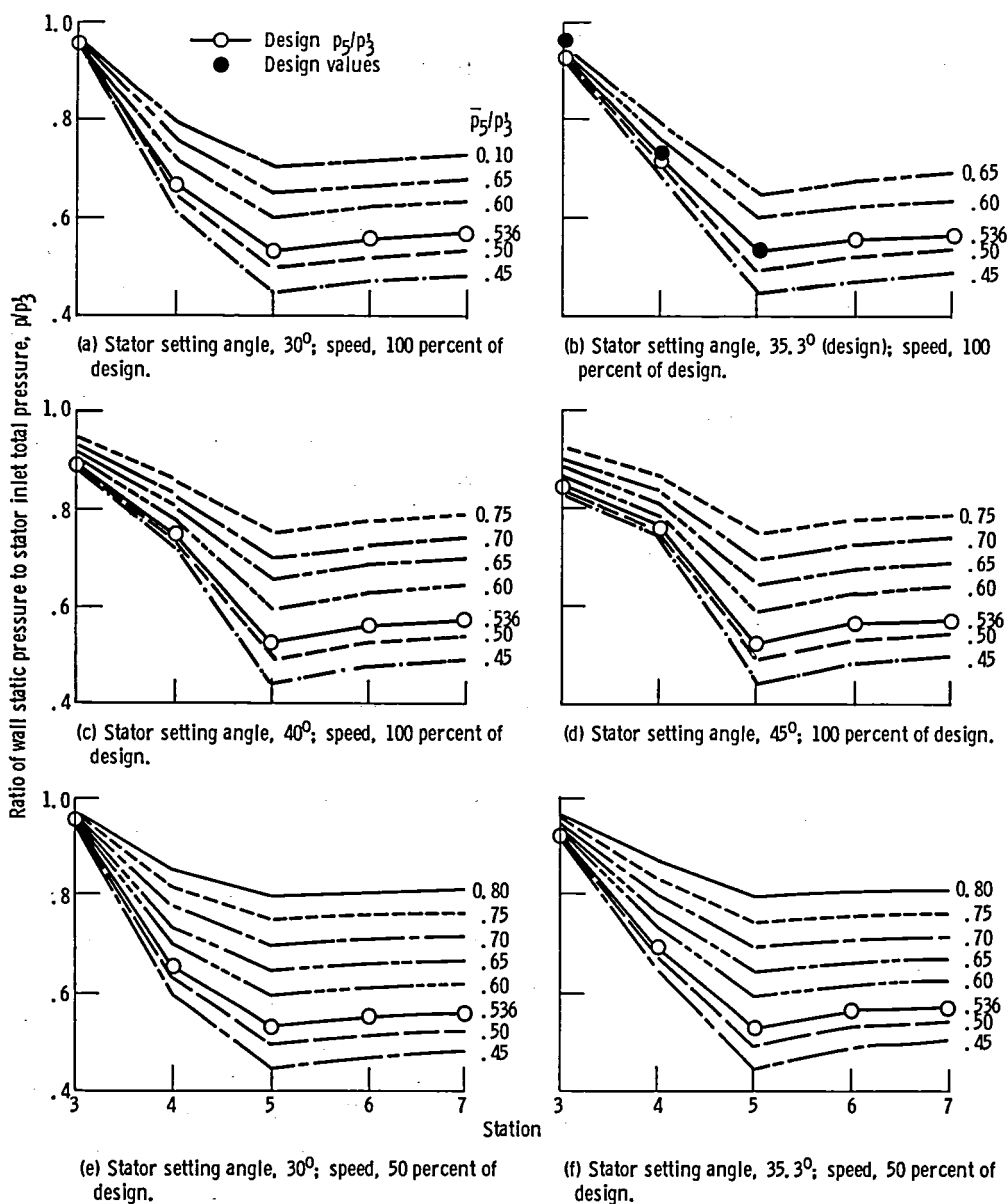 Ratio of wall static pressure to stator inlet total pressure, p/p'3
1.0
.8
.6
.4
Design p5/p'3
Design values
p̅5/p'3
0.10
.65
.60
.536
.50
.45
(a) Stator setting angle, 30°; speed, 100 percent of
design.
0.65
.60
.536
.50
.45
(b) Stator setting angle, 35.3° (design); speed, 100
percent of design.
1.0
.8
.6
.4
0.75
.70
.65
.60
.536
.50
.45
(c) Stator setting angle, 40°; speed, 100 percent of
design.
0.75
.70
.65
.60
.536
.50
.45
(d) Stator setting angle, 45°; 100 percent of design.
1.0
.8
.6
.4
0.80
.75
.70
.65
.60
.536
.50
.45
3 4 5 6 7
0.80
.75
.70
.65
.60
.536
.50
.45
3 4 5 6 7
Station
(e) Stator setting angle, 30°; speed, 50 percent of
design.
(f) Stator setting angle, 35.3°; speed, 50 percent of
design.